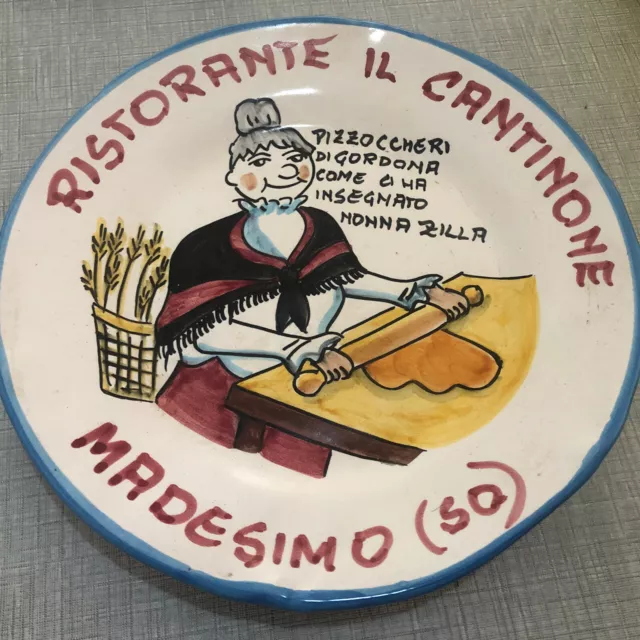 RISTORANTE IL CANTINONE
PIZZOCCHERI
DI GORDONA
COME CI HA
INSEGNATO
NONNA ZILLA
MADESIMO (SO)